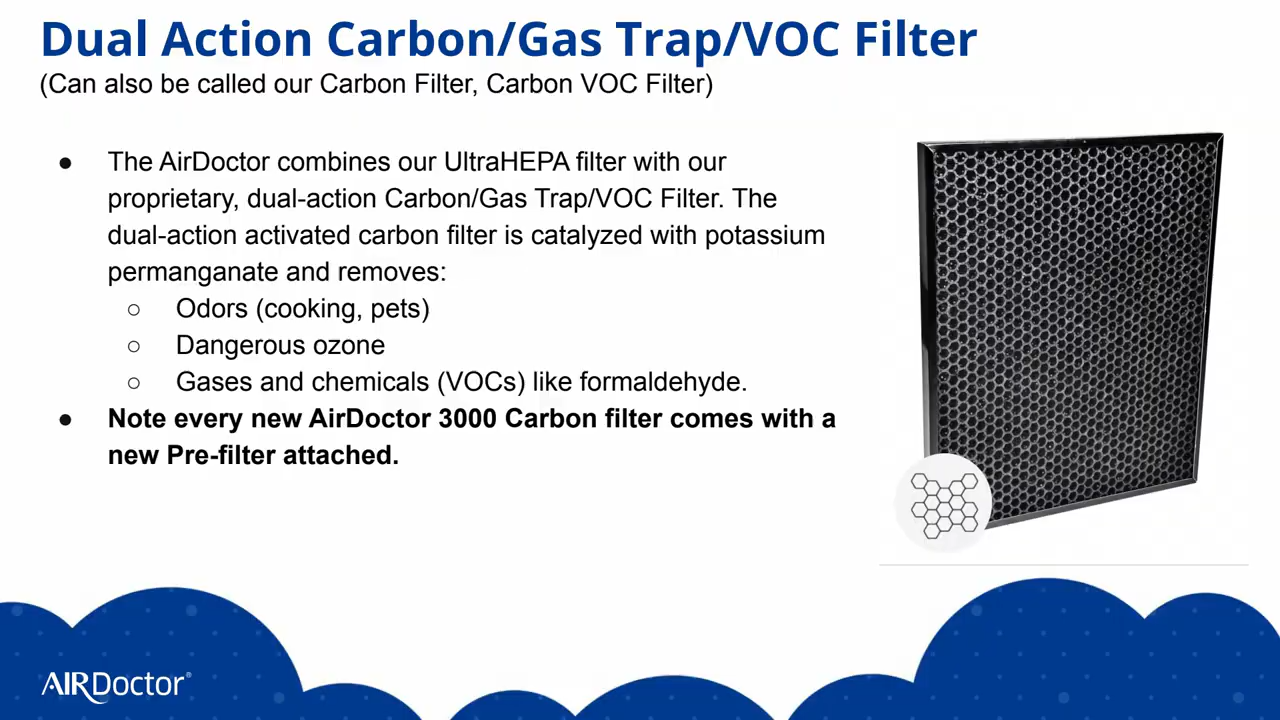 Dual Action Carbon/Gas Trap/VOC Filter
(Can also be called our Carbon Filter, Carbon VOC Filter)
● The AirDoctor combines our UltraHEPA filter with our
proprietary, dual-action Carbon/Gas Trap/VOC Filter. The
dual-action activated carbon filter is catalyzed with potassium
permanganate and removes:
○ Odors (cooking, pets)
○ Dangerous ozone
○ Gases and chemicals (VOCs) like formaldehyde.
● Note every new AirDoctor 3000 Carbon filter comes with a
new Pre-filter attached.
AIRDOCTOR®